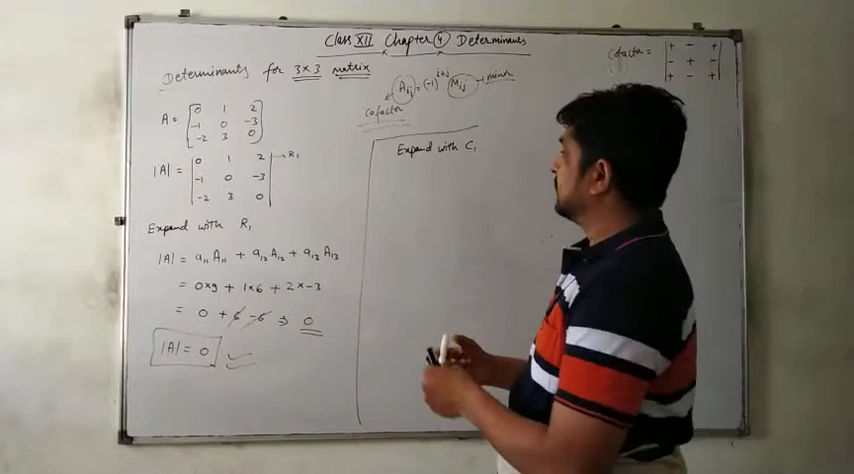 Class XII Chapter 4 Determinants
Determinants for 3×3 matrix
A = [0 1 2
-1 0 -3
-2 3 0]
|A| = |0 1 2| → R₁
-1 0 -3
-2 3 0
Expand with R₁
|A| = a₁₁ A₁₁ + a₁₂ A₁₂ + a₁₃ A₁₃
= 0×9 + 1×6 + 2×-3
= 0 + 6 - 6 ⇒ 0
|A| = 0
Aᵢⱼ = (-1)ⁱ⁺ʲ Mᵢⱼ → minor
cofactor
Expand with C₁
Cofactor = |+ - +
- + -
+ - +|